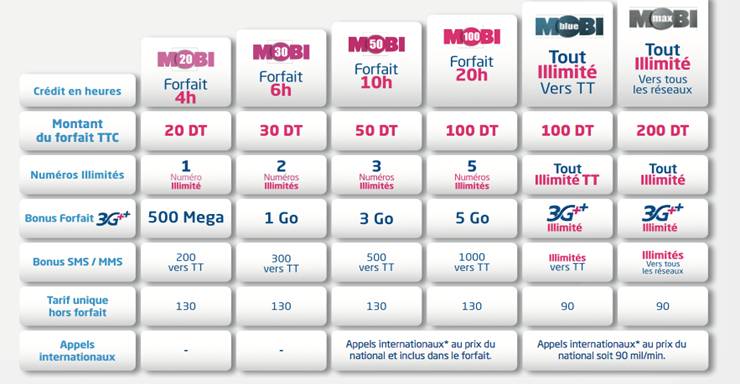 MOBI 20
MOBI 30
MOBI 50
MOBI 100
MOBI blue
MOBI max
Crédit en heures
Forfait
4h
Forfait
6h
Forfait
10h
Forfait
20h
Tout
Illimité
Vers TT
Tout
Illimité
Vers tous
les réseaux
Montant
du forfait TTC
20 DT
30 DT
50 DT
100 DT
100 DT
200 DT
Numéros Illimités
1
Numéro
Illimité
2
Numéros
Illimités
3
Numéros
Illimités
5
Numéros
Illimités
Tout
Illimité TT
Tout
Illimité
Bonus Forfait 3G++
500 Mega
1 Go
3 Go
5 Go
3G++
Illimité
3G++
Illimité
Bonus SMS / MMS
200
vers TT
300
vers TT
500
vers TT
1000
vers TT
Illimités
vers TT
Illimités
Vers tous
les réseaux
Tarif unique
hors forfait
130
130
130
130
90
90
Appels
internationaux
-
-
Appels internationaux* au prix du
national et inclus dans le forfait.
Appels internationaux* au prix du
national soit 90 mil/min.